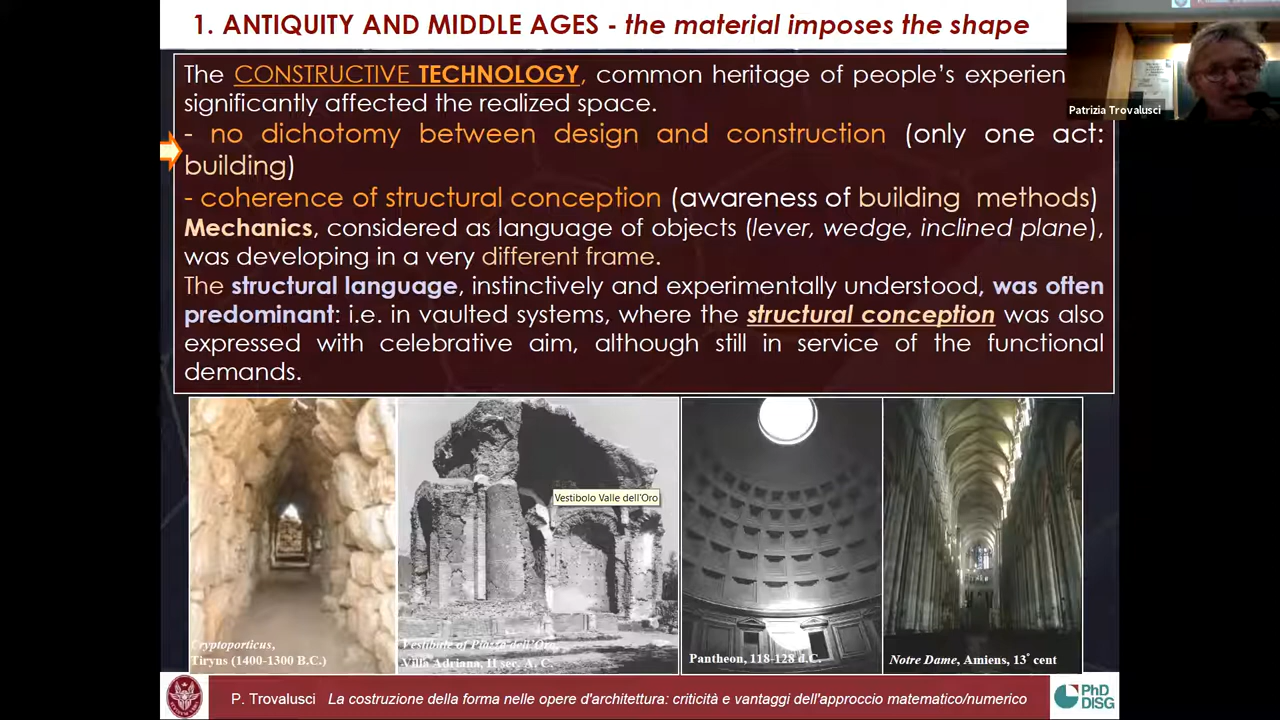 1. ANTIQUITY AND MIDDLE AGES - the material imposes the shape
Patrizia Trovalusci
The CONSTRUCTIVE TECHNOLOGY, common heritage of people's experien
significantly affected the realized space.
- no dichotomy between design and construction (only one act:
building)
- coherence of structural conception (awareness of building methods)
Mechanics, considered as language of objects (lever, wedge, inclined plane),
was developing in a very different frame.
The structural language, instinctively and experimentally understood, was often
predominant: i.e. in vaulted systems, where the structural conception was also
expressed with celebrative aim, although still in service of the functional
demands.
Vestibolo Valle dell'Oro
Cryptoporticus,
Tiryns (1400-1300 B.C.)
Vestibule of Piazza dell'Oro,
Villa Adriana, II sec. A. C.
Pantheon, 118-128 d.C.
Notre Dame, Amiens, 13° cent
P. Trovalusci La costruzione della forma nelle opere d'architettura: criticità e vantaggi dell'approccio matematico/numerico
PhD
DISG